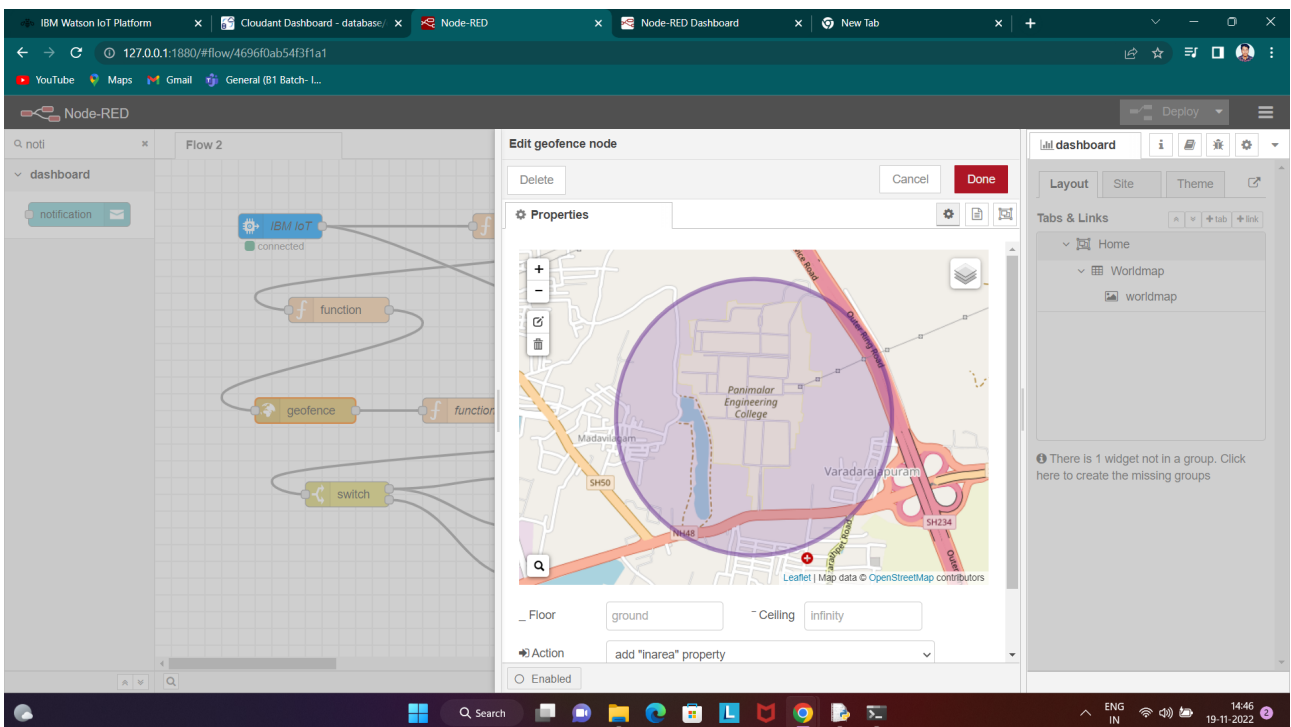 IBM Watson IoT Platform
Cloudant Dashboard - database/
Node-RED
Node-RED Dashboard
New Tab
127.0.0.1:1880/#flow/4696f0ab54f3f1a1
YouTube
Maps
Gmail
General (B1 Batch- I...
Node-RED
Deploy
noti
Flow 2
Edit geofence node
dashboard
dashboard
Delete
Cancel
Done
Layout
Site
Theme
notification
Properties
Tabs & Links
tab
link
IBM IoT
connected
Home
Worldmap
worldmap
function
geofence
function
switch
+
−
Outer Ring Road
Panimalar
Engineering
College
Madavilagam
Varadarajapuram
SH50
NH48
SH234
Leaflet | Map data © OpenStreetMap contributors
There is 1 widget not in a group. Click
here to create the missing groups
Floor
ground
Ceiling
infinity
Action
add "inarea" property
Enabled
Search
ENG
IN
14:46
19-11-2022
2